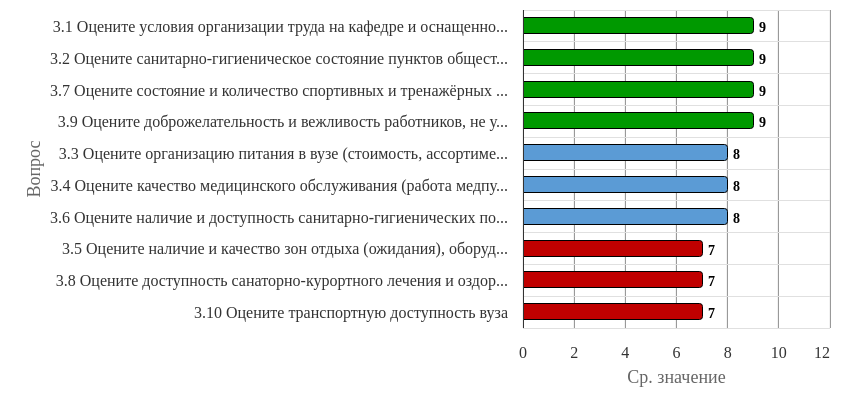 3.1 Оцените условия организации труда на кафедре и оснащенно... 9
3.2 Оцените санитарно-гигиеническое состояние пунктов общест... 9
3.7 Оцените состояние и количество спортивных и тренажёрных ... 9
3.9 Оцените доброжелательность и вежливость работников, не у... 9
3.3 Оцените организацию питания в вузе (стоимость, ассортиме... 8
3.4 Оцените качество медицинского обслуживания (работа медпу... 8
3.6 Оцените наличие и доступность санитарно-гигиенических по... 8
3.5 Оцените наличие и качество зон отдыха (ожидания), оборуд... 7
3.8 Оцените доступность санаторно-курортного лечения и оздор... 7
3.10 Оцените транспортную доступность вуза 7
Вопрос
0 2 4 6 8 10 12
Ср. значение